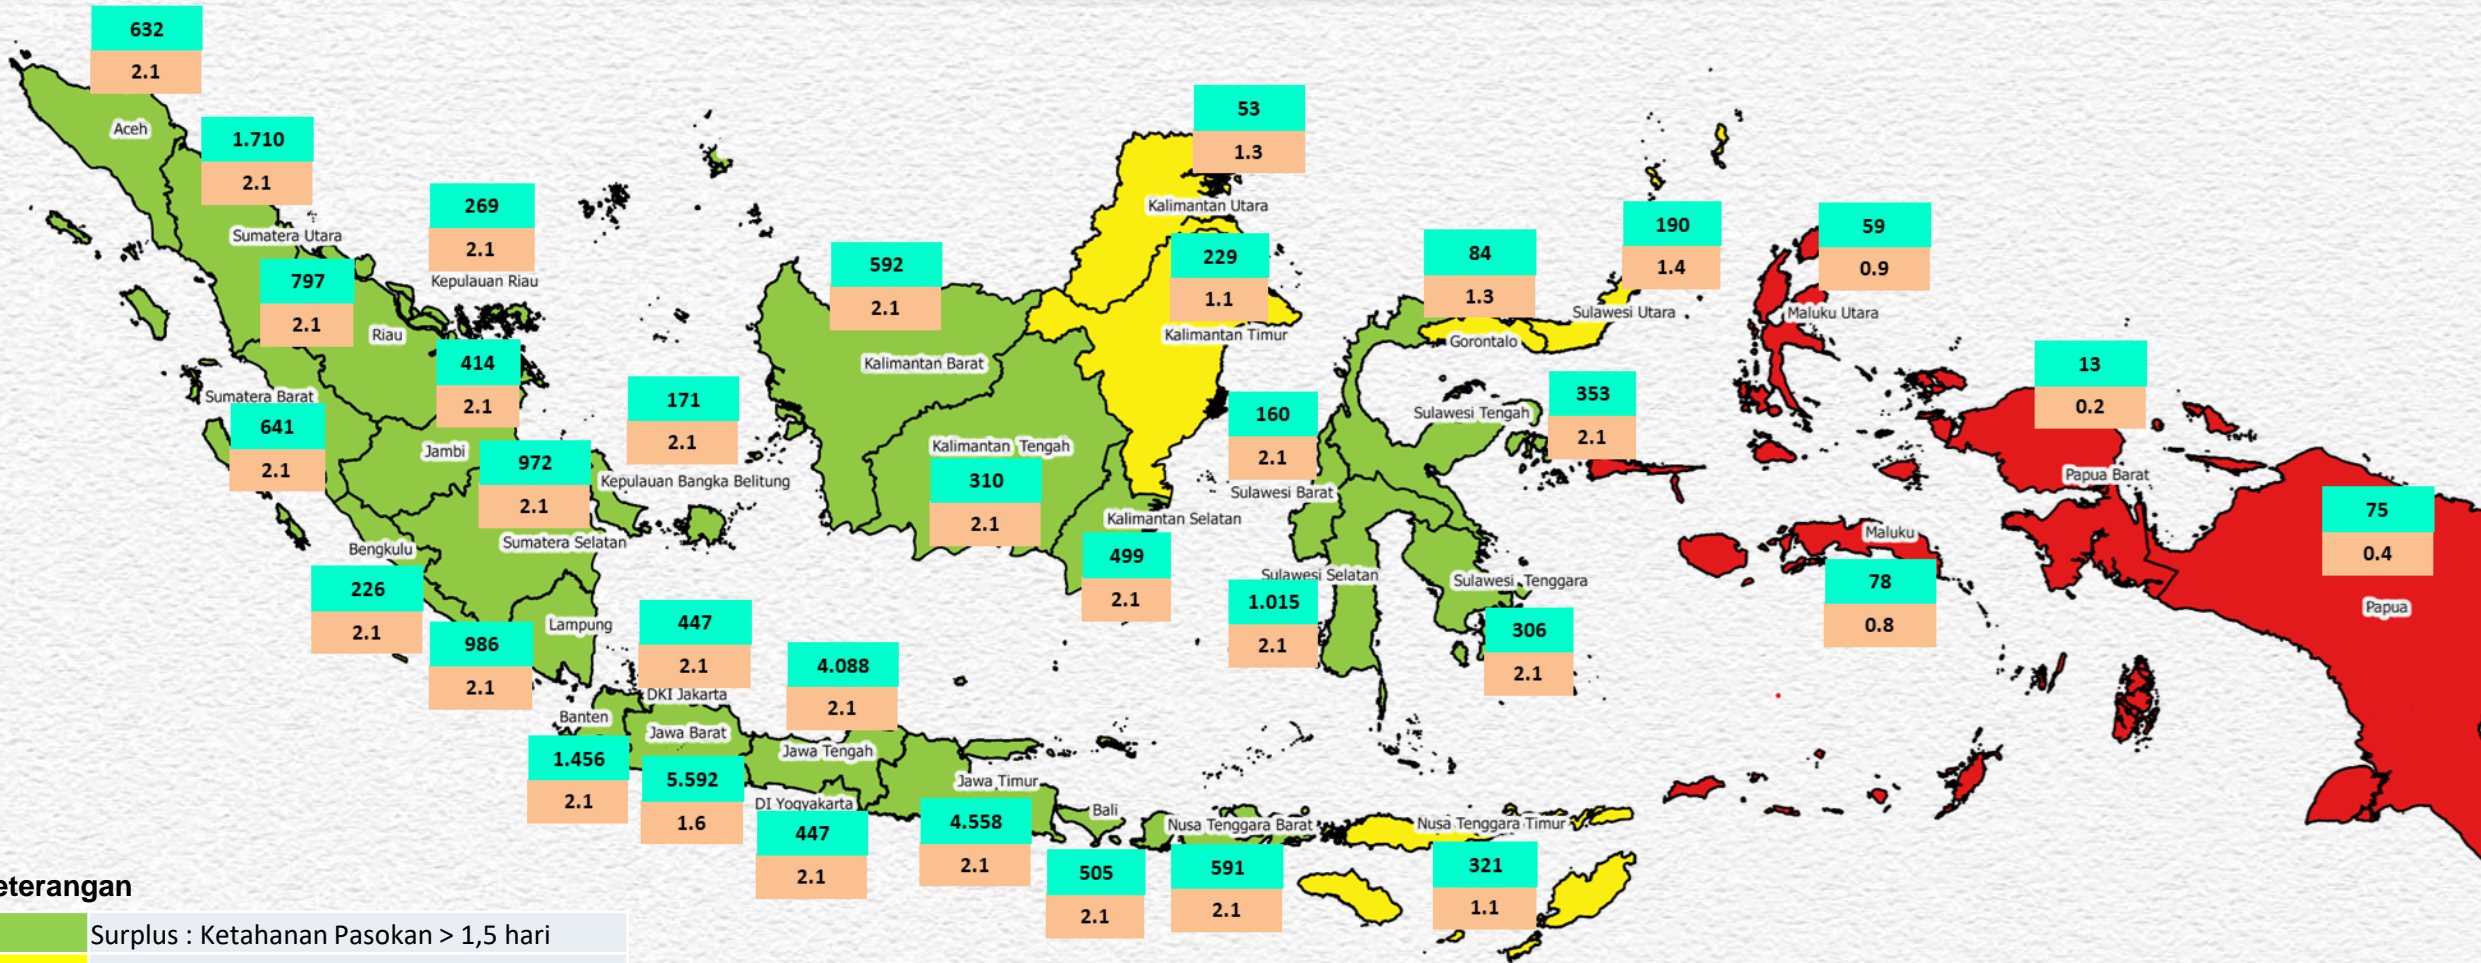 632
2.1
Aceh
1.710
2.1
Sumatera Utara
269
2.1
Kepulauan Riau
797
2.1
Riau
414
2.1
Sumatera Barat
641
2.1
Jambi
972
2.1
Sumatera Selatan
171
2.1
Kepulauan Bangka Belitung
Bengkulu
226
2.1
Lampung
986
2.1
447
2.1
DKI Jakarta
Banten
1.456
2.1
Jawa Barat
5.592
1.6
4.088
2.1
Jawa Tengah
DI Yogyakarta
447
2.1
Jawa Timur
4.558
2.1
Bali
505
2.1
Nusa Tenggara Barat
591
2.1
Nusa Tenggara Timur
321
1.1
592
2.1
Kalimantan Barat
Kalimantan Tengah
310
2.1
Kalimantan Selatan
499
2.1
53
1.3
Kalimantan Utara
229
1.1
Kalimantan Timur
84
1.3
Gorontalo
190
1.4
Sulawesi Utara
Sulawesi Tengah
353
2.1
160
2.1
Sulawesi Barat
Sulawesi Selatan
1.015
2.1
Sulawesi Tenggara
306
2.1
59
0.9
Maluku Utara
Maluku
78
0.8
13
0.2
Papua Barat
75
0.4
Papua
eterangan
Surplus : Ketahanan Pasokan > 1,5 hari